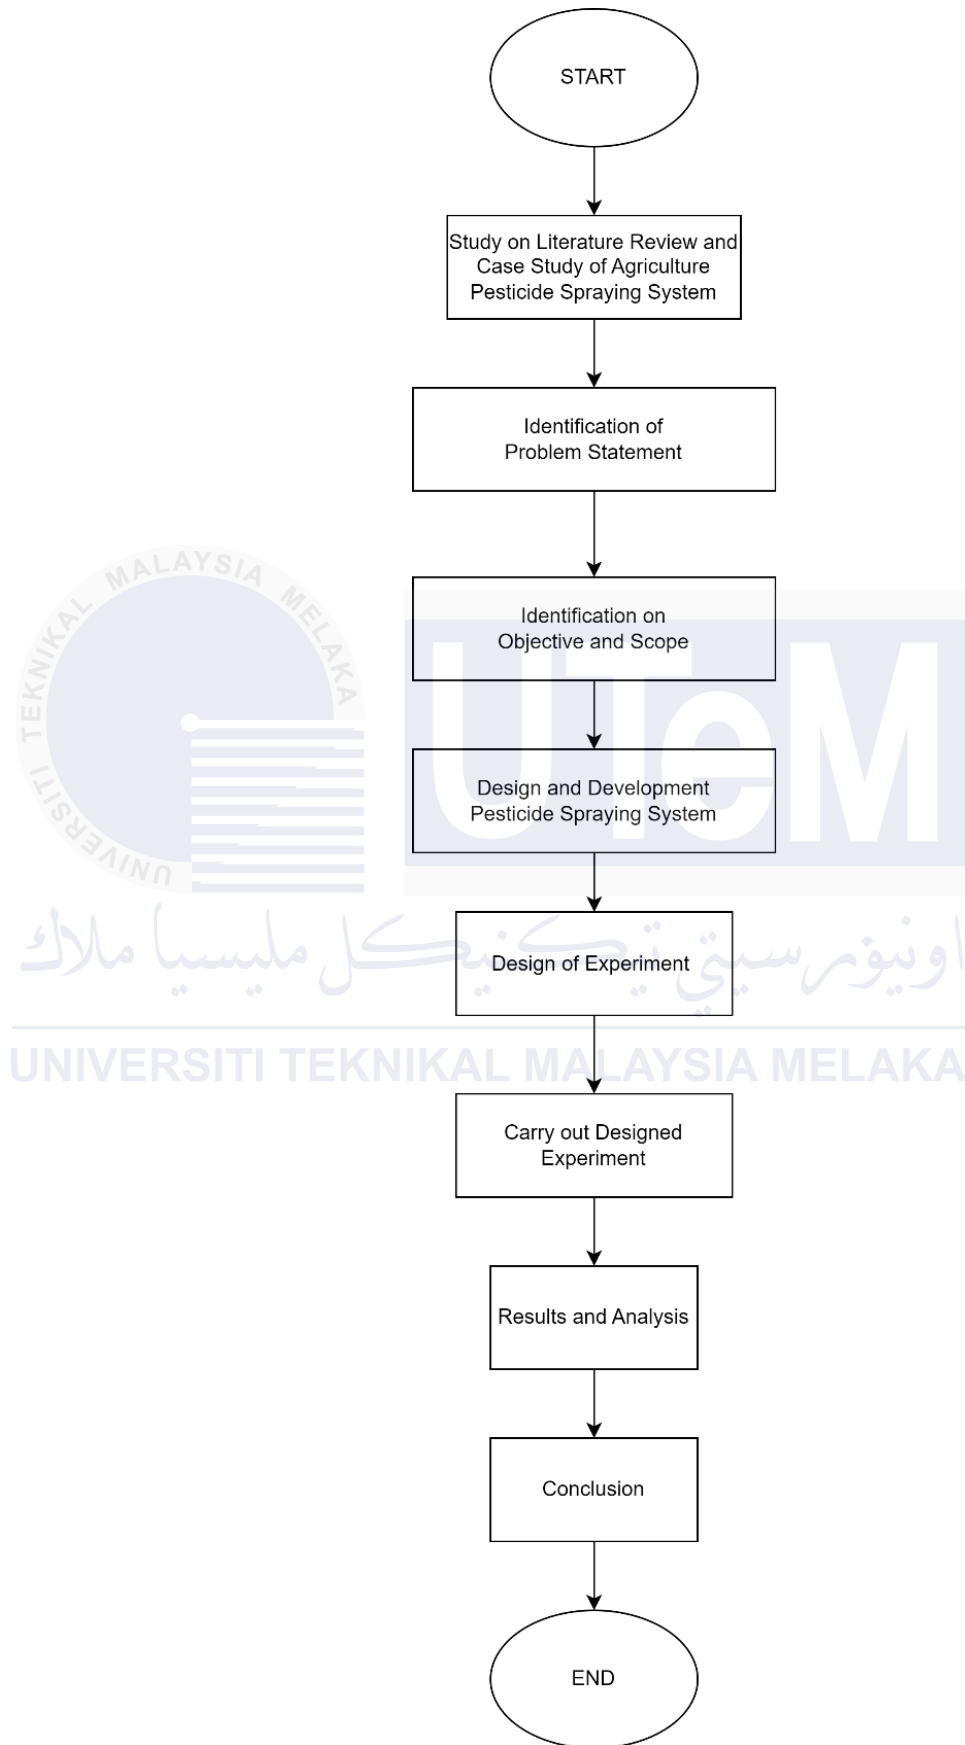 START
Study on Literature Review and
Case Study of Agriculture
Pesticide Spraying System
Identification of
Problem Statement
Identification on
Objective and Scope
UNIVERSITI TEKNIKAL MALAYSIA MELAKA
UTeM
Design and Development
Pesticide Spraying System
اونيۏرسيتي تيكنيكل مليسيا ملاك
Design of Experiment
UNIVERSITI TEKNIKAL MALAYSIA MELAKA
Carry out Designed
Experiment
Results and Analysis
Conclusion
END